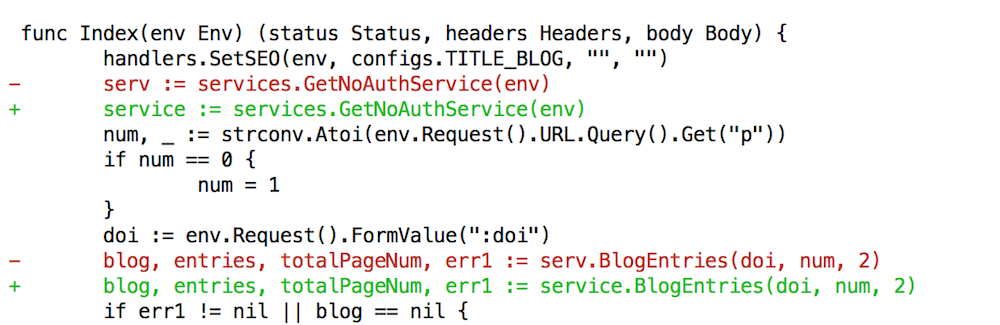 func Index(env Env) (status Status, headers Headers, body Body) {
handlers.SetSEO(env, configs.TITLE_BLOG, "", "")
- serv := services.GetNoAuthService(env)
+ service := services.GetNoAuthService(env)
num, _ := strconv.Atoi(env.Request().URL.Query().Get("p"))
if num == 0 {
num = 1
}
doi := env.Request().FormValue(":doi")
- blog, entries, totalPageNum, err1 := serv.BlogEntries(doi, num, 2)
+ blog, entries, totalPageNum, err1 := service.BlogEntries(doi, num, 2)
if err1 != nil || blog == nil {